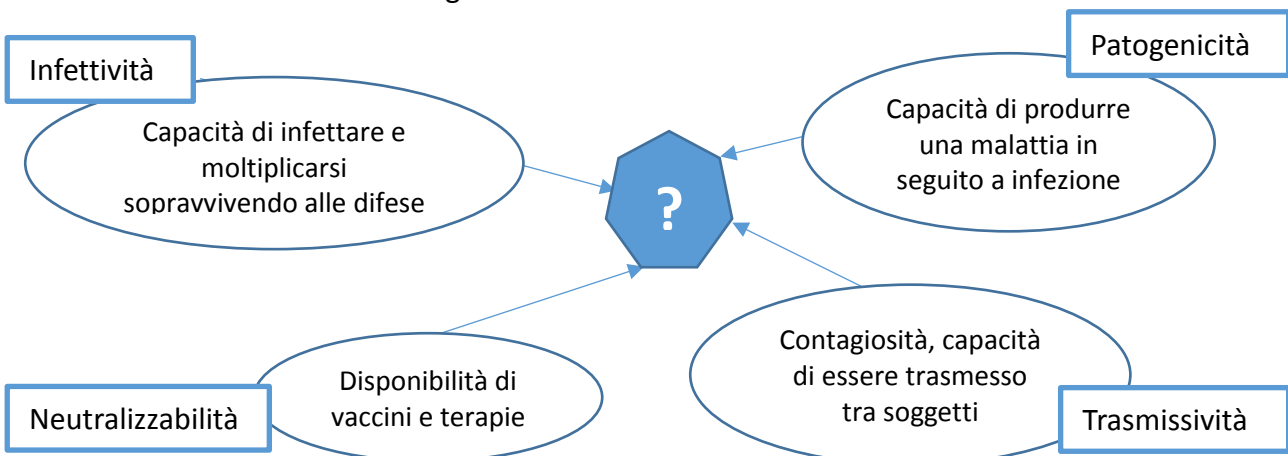 Infettività
Capacità di infettare e
moltiplicarsi
sopravvivendo alle difese
Patogenicità
Capacità di produrre
una malattia in
seguito a infezione
?
Neutralizzabilità
Disponibilità di
vaccini e terapie
Contagiosità, capacità
di essere trasmesso
tra soggetti
Trasmissività